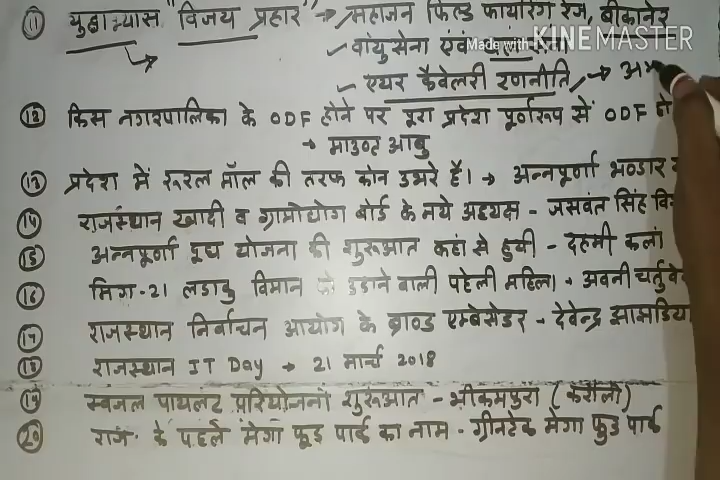 ⑪ युद्धाभ्यास "विजय प्रहार" → महाजन फिल्ड फायरिंग रेंज, बीकानेर
✓ वायु सेना एवं थल सेना
Made with KINEMASTER
✓ एयर कैवेलरी रणनीति →
⑫ किस नगरपालिका के ODF होने पर पूरा प्रदेश पूर्णरूप से ODF हो
→ माउण्ट आबु
⑬ प्रदेश में रूरल मॉल की तरफ कोन उभरे है। → अन्नपूर्णा भण्डार
⑭ राजस्थान खादी व ग्रामोद्योग बोर्ड के नये अध्यक्ष - जसवंत सिंह
⑮ अन्नपूर्णा दूध योजना की शुरूआत कहां से हुयी - दहमी कलां
⑯ मिग-21 लडाकु विमान को उडाने वाली पहेली महिला → अवनी चर्तुवे
⑰ राजस्थान निर्वाचन आयोग के ब्राण्ड एम्बेसेडर - देवेन्द्र झाझडिया
⑱ राजस्थान IT Day → 21 मार्च 2018
⑲ स्वजल पायलट परियोजना शुरूआत - भीकमपुरा (करौली)
⑳ राज. के पहले मेगा फूड पार्क का नाम - ग्रीनटेक मेगा फुड पार्क